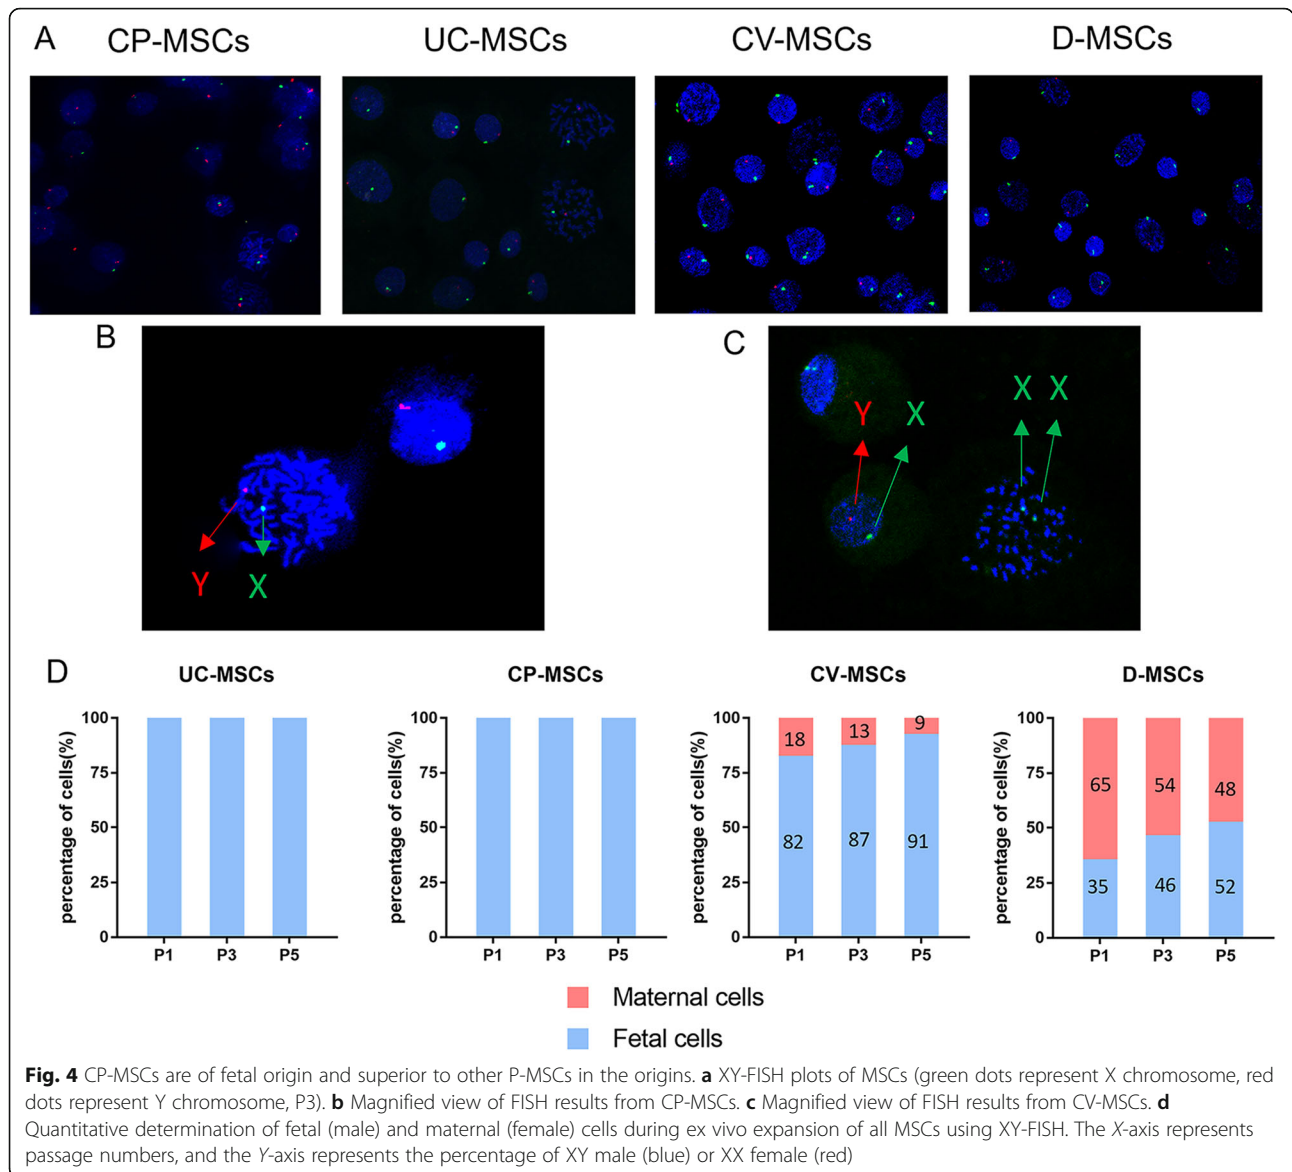 A
CP-MSCs
UC-MSCs
CV-MSCs
D-MSCs
B
Y
X
C
Y
X
X
X
D
UC-MSCs
percentage of cells(%)
100
75
50
25
0
P1
P3
P5
CP-MSCs
percentage of cells(%)
100
75
50
25
0
P1
P3
P5
CV-MSCs
percentage of cells(%)
100
75
50
25
0
18
13
9
82
87
91
P1
P3
P5
D-MSCs
percentage of cells(%)
100
75
50
25
0
65
54
48
35
46
52
P1
P3
P5
Maternal cells
Fetal cells
Fig. 4 CP-MSCs are of fetal origin and superior to other P-MSCs in the origins. a XY-FISH plots of MSCs (green dots represent X chromosome, red
dots represent Y chromosome, P3). b Magnified view of FISH results from CP-MSCs. c Magnified view of FISH results from CV-MSCs. d
Quantitative determination of fetal (male) and maternal (female) cells during ex vivo expansion of all MSCs using XY-FISH. The X-axis represents
passage numbers, and the Y-axis represents the percentage of XY male (blue) or XX female (red)